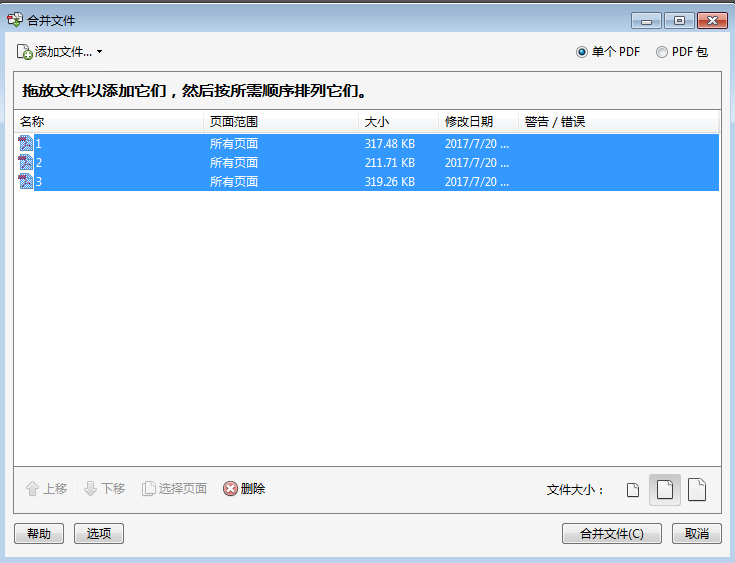 合并文件
添加文件... 单个 PDF PDF 包
拖放文件以添加它们，然后按所需顺序排列它们。
名称 页面范围 大小 修改日期 警告 / 错误
1 所有页面 317.48 KB 2017/7/20 ...
2 所有页面 211.71 KB 2017/7/20 ...
3 所有页面 319.26 KB 2017/7/20 ...
上移 下移 选择页面 删除 文件大小：
帮助 选项 合并文件(C) 取消